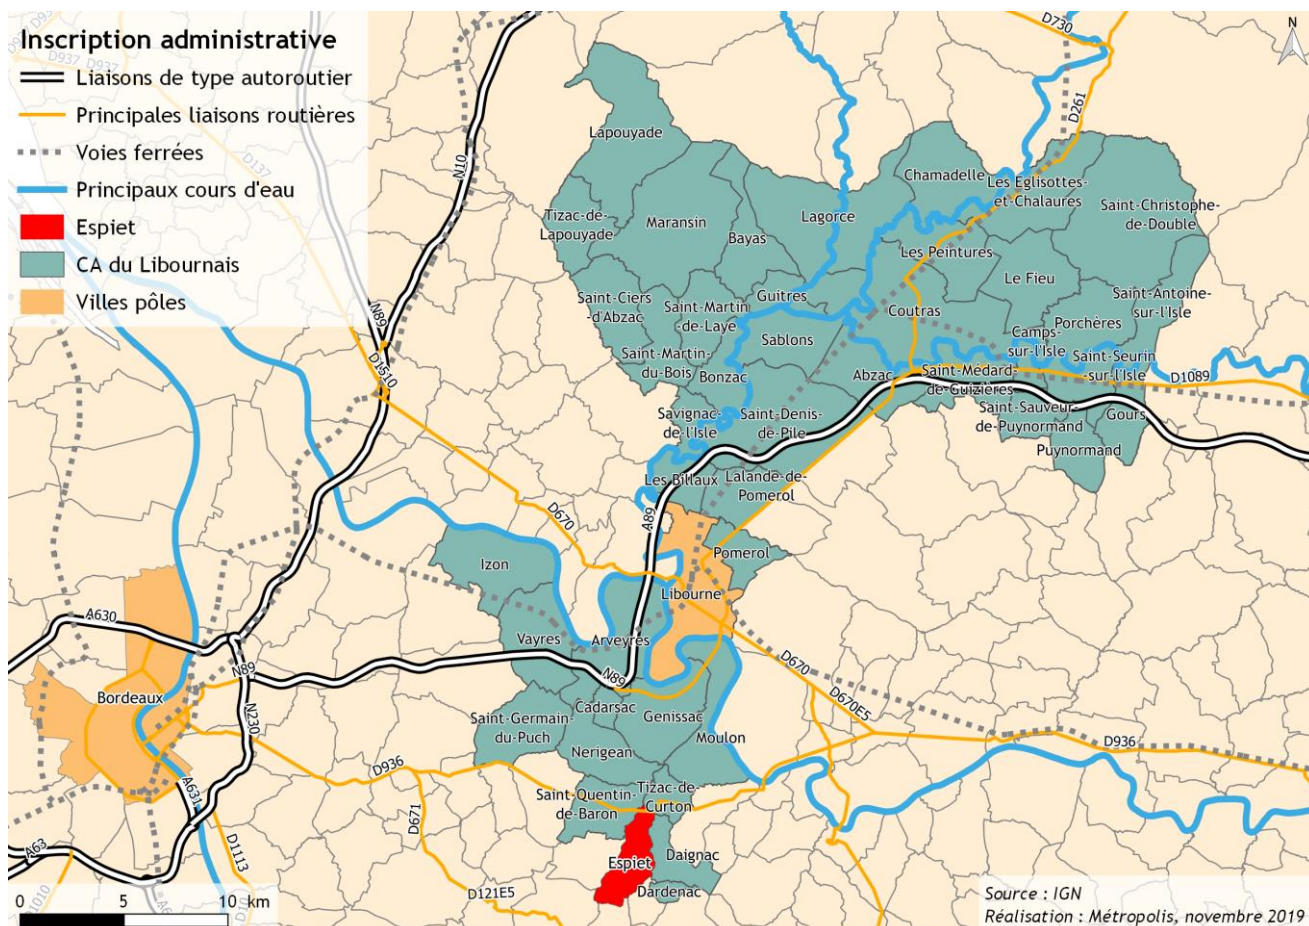 Inscription administrative
Liaisons de type autoroutier
Principales liaisons routières
Voies ferrées
Principaux cours d'eau
Espiet
CA du Libournais
Villes pôles
D937
D937
D137
N10
D730
N
D261
Lapouyade
Chamadelle
Les Eglisottes-
et-Chalaures
Saint-Christophe-
de-Double
Tizac-de-
Lapouyade
Maransin
Bayas
Lagorce
Les Peintures
Le Fieu
Saint-Ciers
-d'Abzac
Saint-Martin
-de-Laye
Guitres
Coutras
Saint-Antoine-
sur-l'Isle
Porchères
Camps-
sur-l'Isle
Sablons
N89
D1510
Saint-Martin-
du-Bois
Bonzac
Abzac
Saint-Médard-
de-Guizières
Saint-Seurin
-sur-l'Isle
D1089
Savignac-
de-l'Isle
Saint-Denis-
de-Pile
Saint-Sauveur-
de-Puynormand
Gours
Puynormand
Les Billaux
Lalande-de-
Pomerol
D670
A89
Pomerol
Izon
Libourne
A630
Vayres
Arveyres
N89
N89
D670
D670E5
Bordeaux
N230
Cadarsac
Saint-Germain-
du-Puch
Genissac
Moulon
Nerigean
D936
D936
A631
Saint-Quentin-
de-Baron
Tizac-de-
Curton
D671
A63
D1113
Espiet
Daignac
D121E5
Dardenac
D1010
0 5 10 km
Source : IGN
Réalisation : Métropolis, novembre 2019